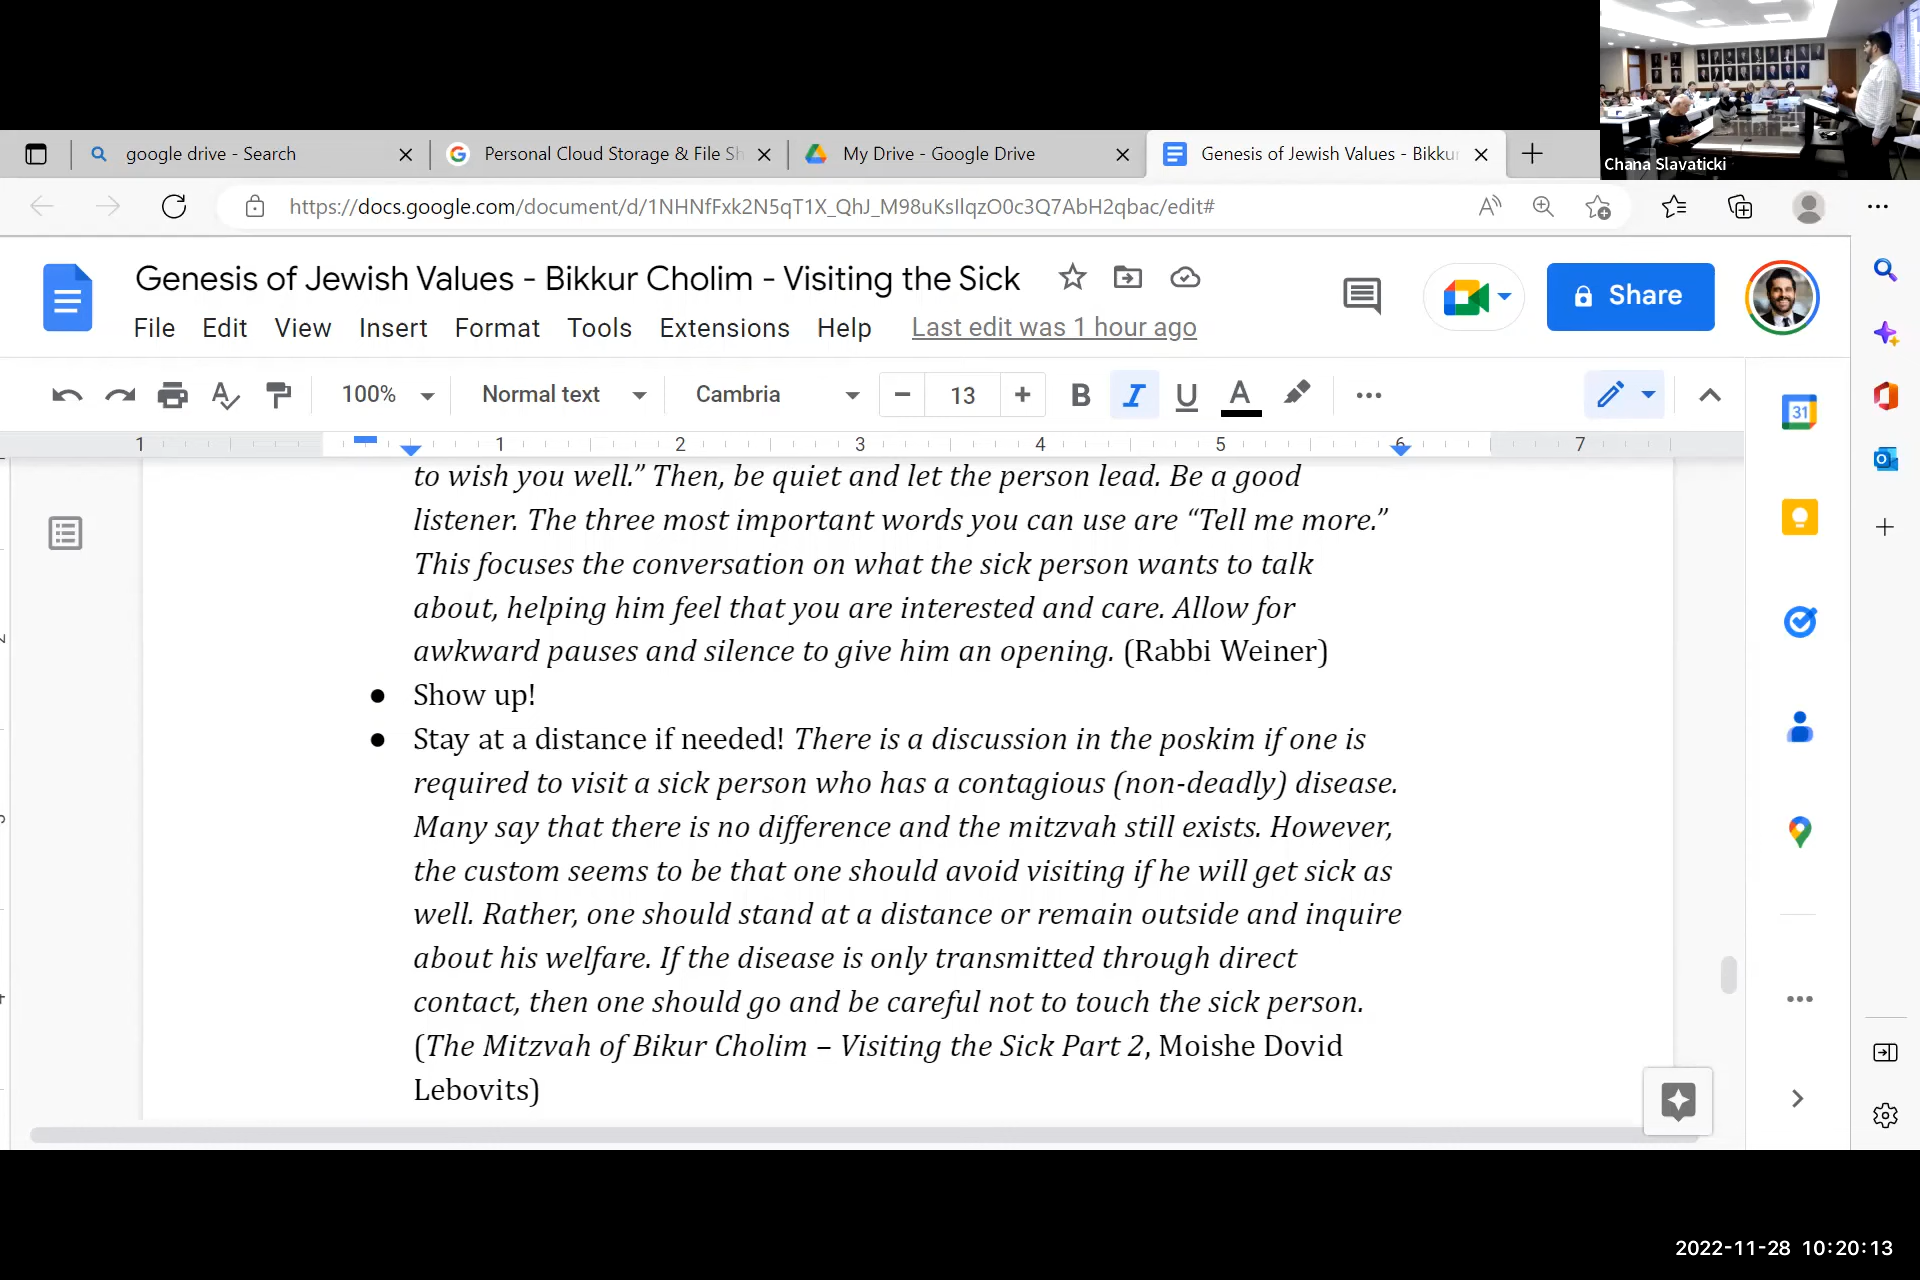 Chana Slavaticki
google drive - Search
Personal Cloud Storage & File Sh
My Drive - Google Drive
Genesis of Jewish Values - Bikku
https://docs.google.com/document/d/1NHNfFxk2N5qT1X_QhJ_M98uKsIlqzO0c3Q7AbH2qbac/edit#
Genesis of Jewish Values - Bikkur Cholim - Visiting the Sick
Share
File Edit View Insert Format Tools Extensions Help Last edit was 1 hour ago
100% Normal text Cambria 13 B I U A
1 1 2 3 4 5 6 7
31
to wish you well.” Then, be quiet and let the person lead. Be a good
listener. The three most important words you can use are “Tell me more.”
This focuses the conversation on what the sick person wants to talk
about, helping him feel that you are interested and care. Allow for
awkward pauses and silence to give him an opening. (Rabbi Weiner)
● Show up!
● Stay at a distance if needed! There is a discussion in the poskim if one is
required to visit a sick person who has a contagious (non-deadly) disease.
Many say that there is no difference and the mitzvah still exists. However,
the custom seems to be that one should avoid visiting if he will get sick as
well. Rather, one should stand at a distance or remain outside and inquire
about his welfare. If the disease is only transmitted through direct
contact, then one should go and be careful not to touch the sick person.
(The Mitzvah of Bikur Cholim – Visiting the Sick Part 2, Moishe Dovid
Lebovits)
2022-11-28 10:20:13